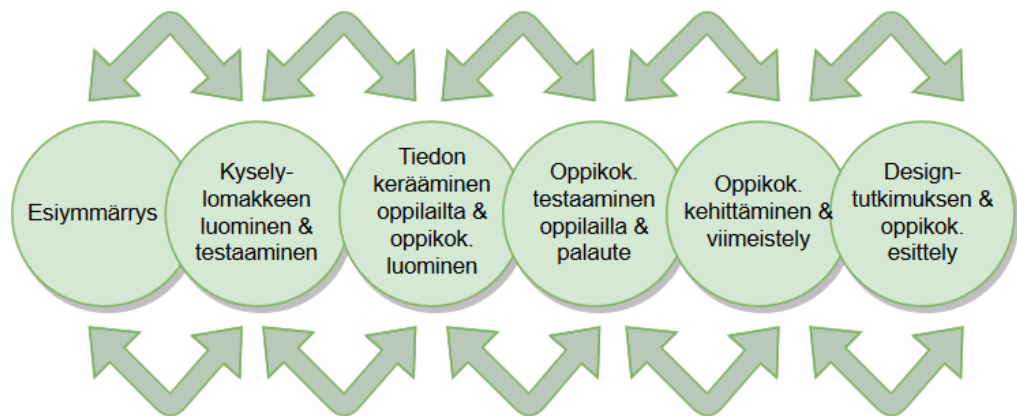 Esiymmärrys
Kysely-
lomakkeen
luominen &
testaaminen
Tiedon
kerääminen
oppilailta &
oppikok.
luominen
Oppikok.
testaaminen
oppilailla &
palaute
Oppikok.
kehittäminen &
viimeistely
Design-
tutkimuksen &
oppikok.
esittely